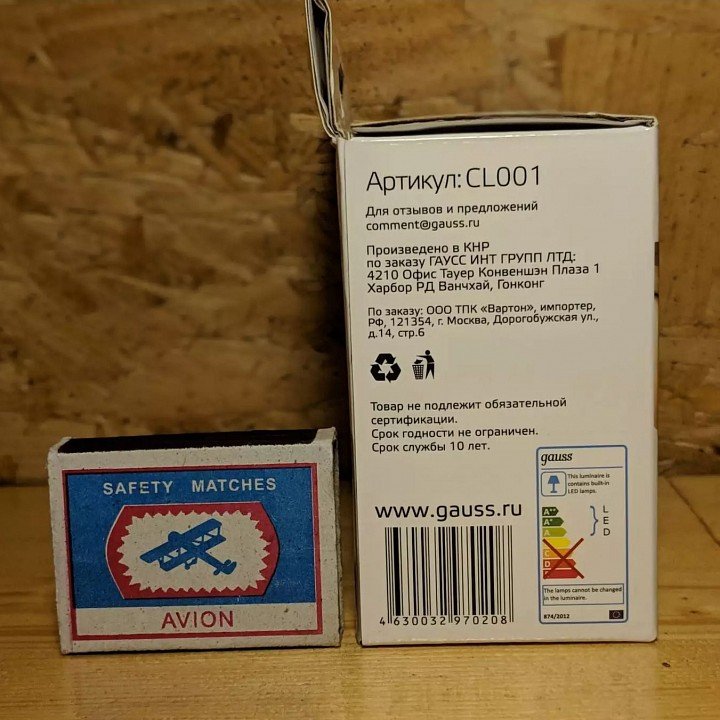 SAFETY MATCHES
AVION
Артикул: CL001
Для отзывов и предложений
comment@gauss.ru
Произведено в КНР
по заказу ГАУСС ИНТ ГРУПП ЛТД:
4210 Офис Тауер Конвеншэн Плаза 1
Харбор РД Ванчхай, Гонконг
По заказу: ООО ТПК «Вартон», импортер,
РФ, 121354, г. Москва, Дорогобужская ул.,
д.14, стр.6
Товар не подлежит обязательной
сертификации.
Срок годности не ограничен.
Срок службы 10 лет.
www.gauss.ru
4 630032 970208
gauss
This luminaire is
contains built-in
LED lamps.
A++
A+
A
B
C
D
E
L
E
D
The lamps cannot be changed
in the luminaire.
874/2012